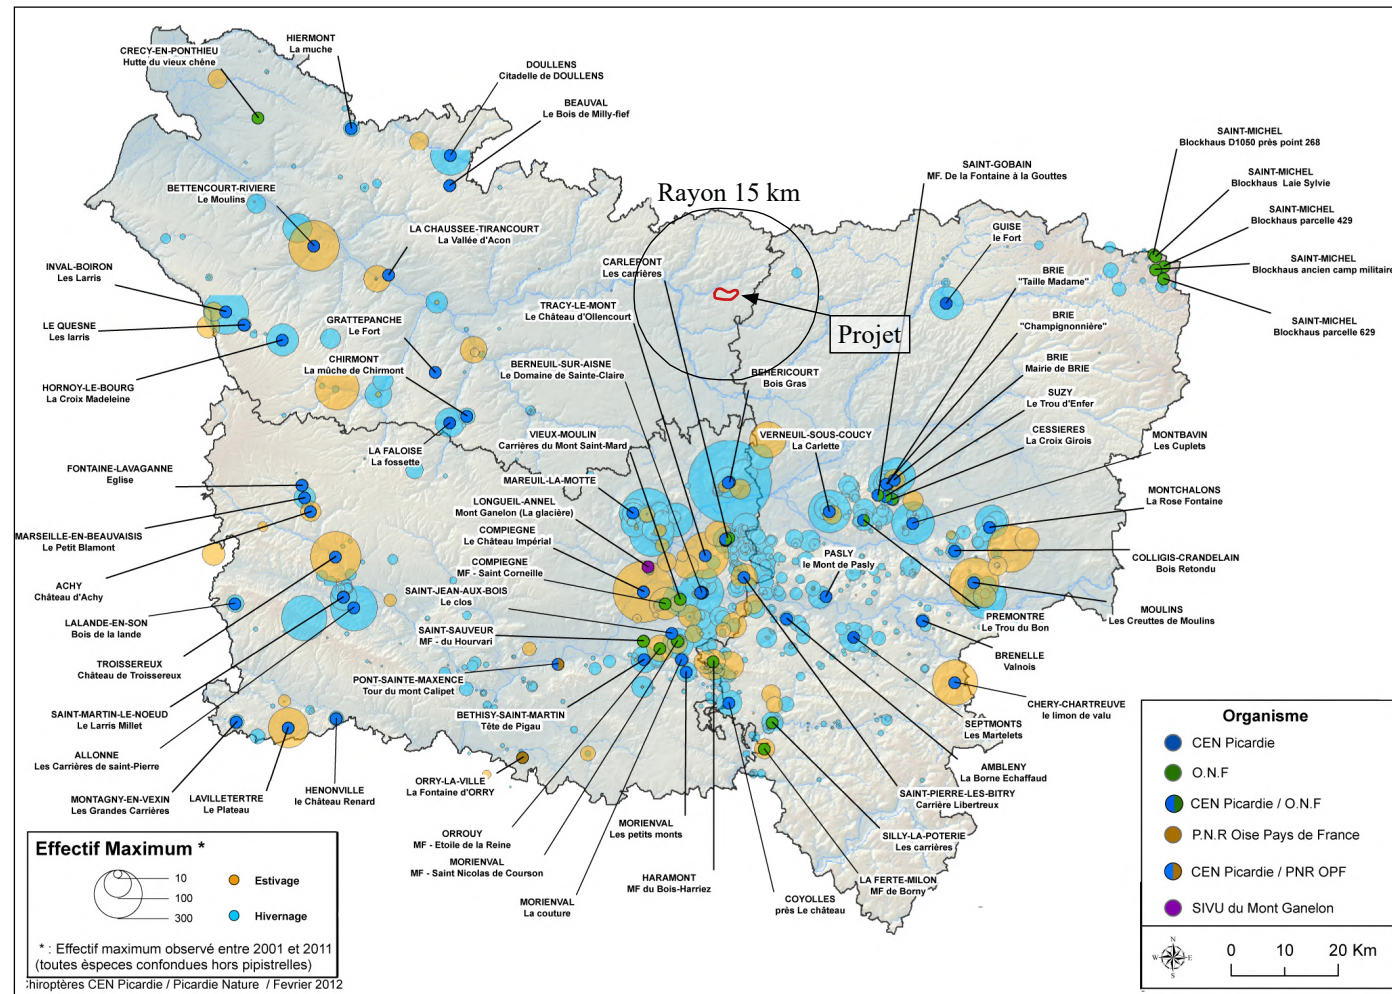 HIERMONT
La muche
CRECY-EN-PONTHIEU
Hutte du vieux chêne
DOULLENS
Citadelle de DOULLENS
BEAUVAL
Le Bois de Milly-fief
SAINT-MICHEL
Blockhaus D1050 près point 268
SAINT-MICHEL
Blockhaus Laie Sylvie
SAINT-MICHEL
Blockhaus parcelle 429
SAINT-MICHEL
Blockhaus ancien camp militaire
SAINT-MICHEL
Blockhaus parcelle 629
SAINT-GOBAIN
MF. De la Fontaine à la Gouttes
Rayon 15 km
BETTENCOURT-RIVIERE
Le Moulins
LA CHAUSSEE-TIRANCOURT
La Vallée d'Acon
GUISE
le Fort
CARLEPONT
Les carrières
BRIE
"Taille Madame"
INVAL-BOIRON
Les Larris
TRACY-LE-MONT
Le Château d'Ollencourt
BRIE
"Champignonnière"
LE QUESNE
Les larris
GRATTEPANCHE
Le Fort
Projet
CHIRMONT
La mûche de Chirmont
BERNEUIL-SUR-AISNE
Le Domaine de Sainte-Claire
BEHERICOURT
Bois Gras
BRIE
Mairie de BRIE
HORNOY-LE-BOURG
La Croix Madeleine
SUZY
Le Trou d'Enfer
VIEUX-MOULIN
Carrières du Mont Saint-Mard
VERNEUIL-SOUS-COUCY
La Carlette
CESSIERES
La Croix Girois
MONTBAVIN
Les Cuplets
LA FALOISE
La fossette
FONTAINE-LAVAGANNE
Eglise
MAREUIL-LA-MOTTE
LONGUEIL-ANNEL
Mont Ganelon (La glacière)
MONTCHALONS
La Rose Fontaine
MARSEILLE-EN-BEAUVAISIS
Le Petit Blamont
COMPIEGNE
Le Château Impérial
COMPIEGNE
MF - Saint Corneille
PASLY
le Mont de Pasly
COLLIGIS-CRANDELAIN
Bois Retondu
ACHY
Château d'Achy
SAINT-JEAN-AUX-BOIS
Le clos
MOULINS
Les Creuttes de Moulins
LALANDE-EN-SON
Bois de la lande
SAINT-SAUVEUR
MF - du Hourvari
PREMONTRE
Le Trou du Bon
BRENELLE
Valnois
TROISSEREUX
Château de Troissereux
PONT-SAINTE-MAXENCE
Tour du mont Calipet
CHERY-CHARTREUVE
le limon de valu
SAINT-MARTIN-LE-NOEUD
Le Larris Millet
BETHISY-SAINT-MARTIN
Tête de Pigau
SEPTMONTS
Les Martelets
ALLONNE
Les Carrières de saint-Pierre
AMBLENY
La Borne Echaffaud
MONTAGNY-EN-VEXIN
Les Grandes Carrières
LAVILLETERTRE
Le Plateau
HENONVILLE
le Château Renard
ORRY-LA-VILLE
La Fontaine d'ORRY
SAINT-PIERRE-LES-BITRY
Carrière Libertreux
MORIENVAL
Les petits monts
ORROUY
MF - Etoile de la Reine
SILLY-LA-POTERIE
Les carrières
MORIENVAL
MF - Saint Nicolas de Courson
HARAMONT
MF du Bois-Harriez
LA FERTE-MILON
MF de Borny
MORIENVAL
La couture
COYOLLES
près Le château
Effectif Maximum *
10
100
300
Estivage
Hivernage
* : Effectif maximum observé entre 2001 et 2011
(toutes èspeces confondues hors pipistrelles)
hiroptères CEN Picardie / Picardie Nature / Fevrier 2012
Organisme
CEN Picardie
O.N.F
CEN Picardie / O.N.F
P.N.R Oise Pays de France
CEN Picardie / PNR OPF
SIVU du Mont Ganelon
N
W E
S
0 10 20 Km